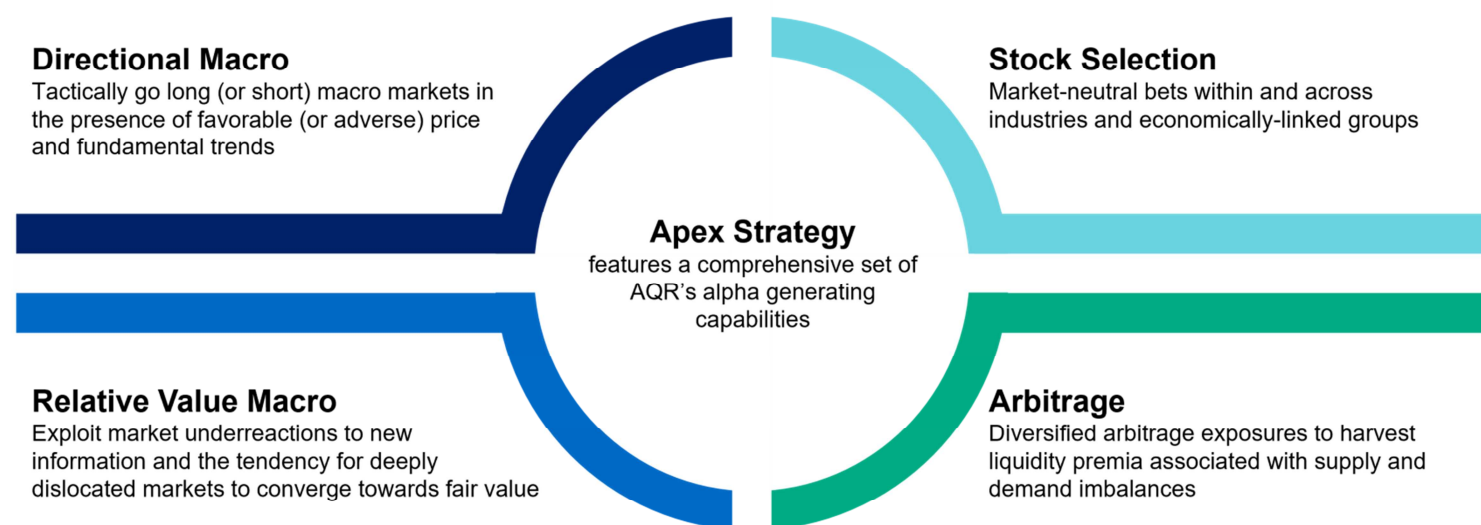 Directional Macro
Tactically go long (or short) macro markets in
the presence of favorable (or adverse) price
and fundamental trends
Stock Selection
Market-neutral bets within and across
industries and economically-linked groups
Apex Strategy
features a comprehensive set of
AQR's alpha generating
capabilities
Relative Value Macro
Exploit market underreactions to new
information and the tendency for deeply
dislocated markets to converge towards fair value
Arbitrage
Diversified arbitrage exposures to harvest
liquidity premia associated with supply and
demand imbalances